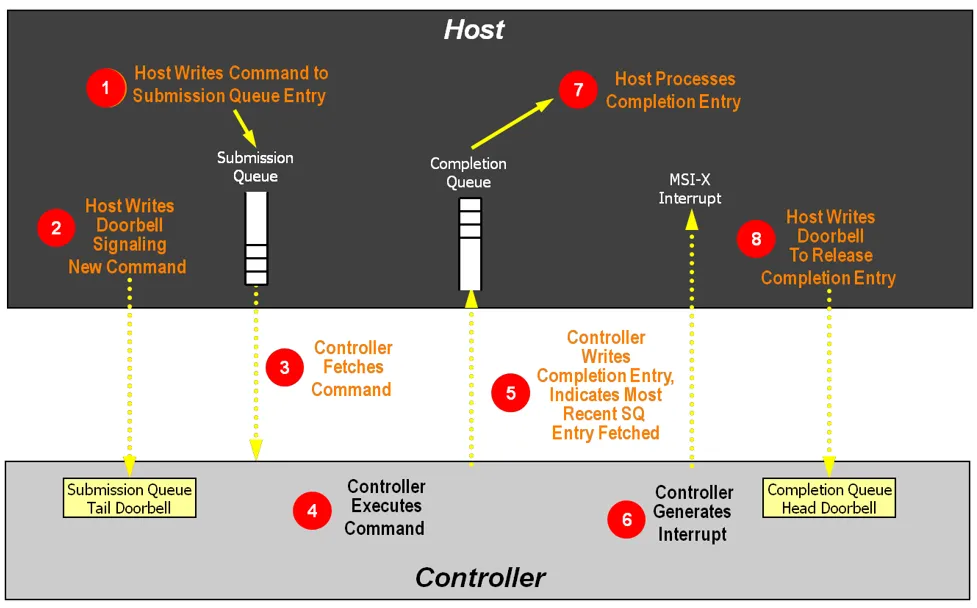 Host
1
Host Writes Command to
Submission Queue Entry
7
Host Processes
Completion Entry
Submission
Queue
Completion
Queue
MSI-X
Interrupt
2
Host Writes
Doorbell
Signaling
New Command
8
Host Writes
Doorbell
To Release
Completion Entry
3
Controller
Fetches
Command
5
Controller
Writes
Completion Entry,
Indicates Most
Recent SQ
Entry Fetched
Submission Queue
Tail Doorbell
4
Controller
Executes
Command
6
Controller
Generates
Interrupt
Completion Queue
Head Doorbell
Controller